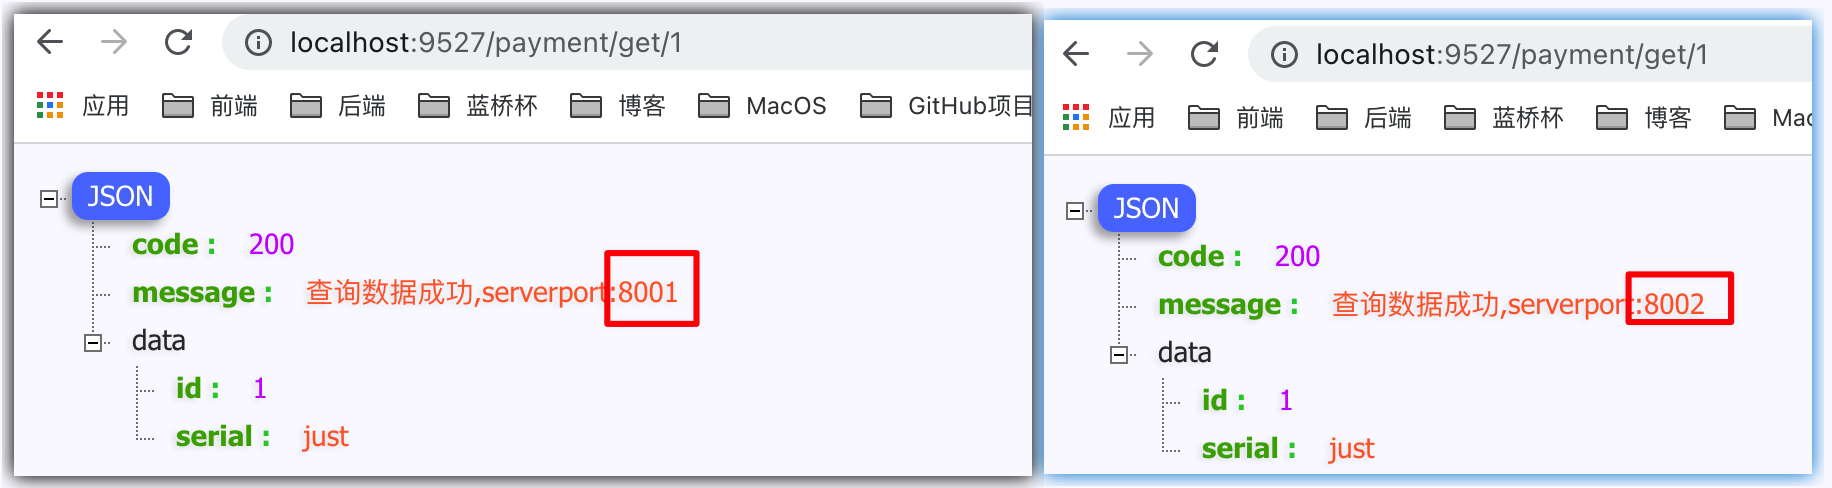 localhost:9527/payment/get/1
应用 前端 后端 蓝桥杯 博客 MacOS GitHub项目
JSON
code : 200
message : 查询数据成功,serverport:8001
data
id : 1
serial : just
localhost:9527/payment/get/1
应用 前端 后端 蓝桥杯 博客 Mac
JSON
code : 200
message : 查询数据成功,serverport:8002
data
id : 1
serial : just